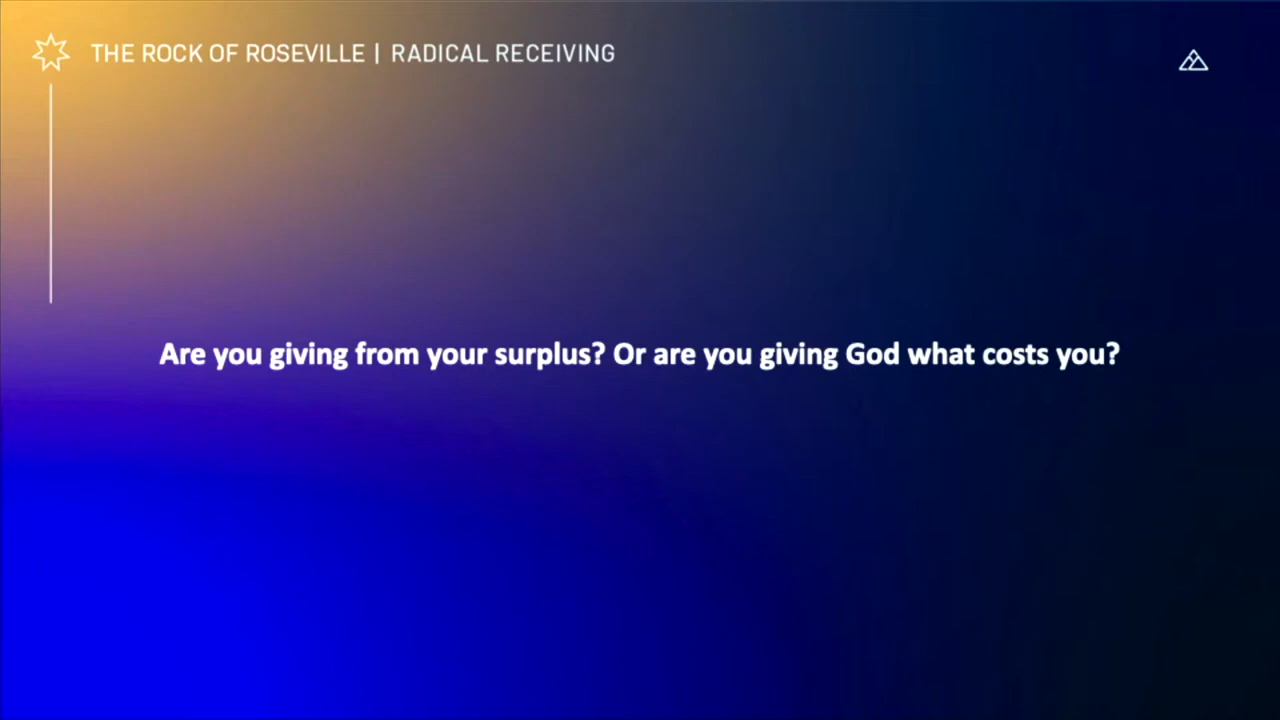 THE ROCK OF ROSEVILLE | RADICAL RECEIVING
Are you giving from your surplus? Or are you giving God what costs you?